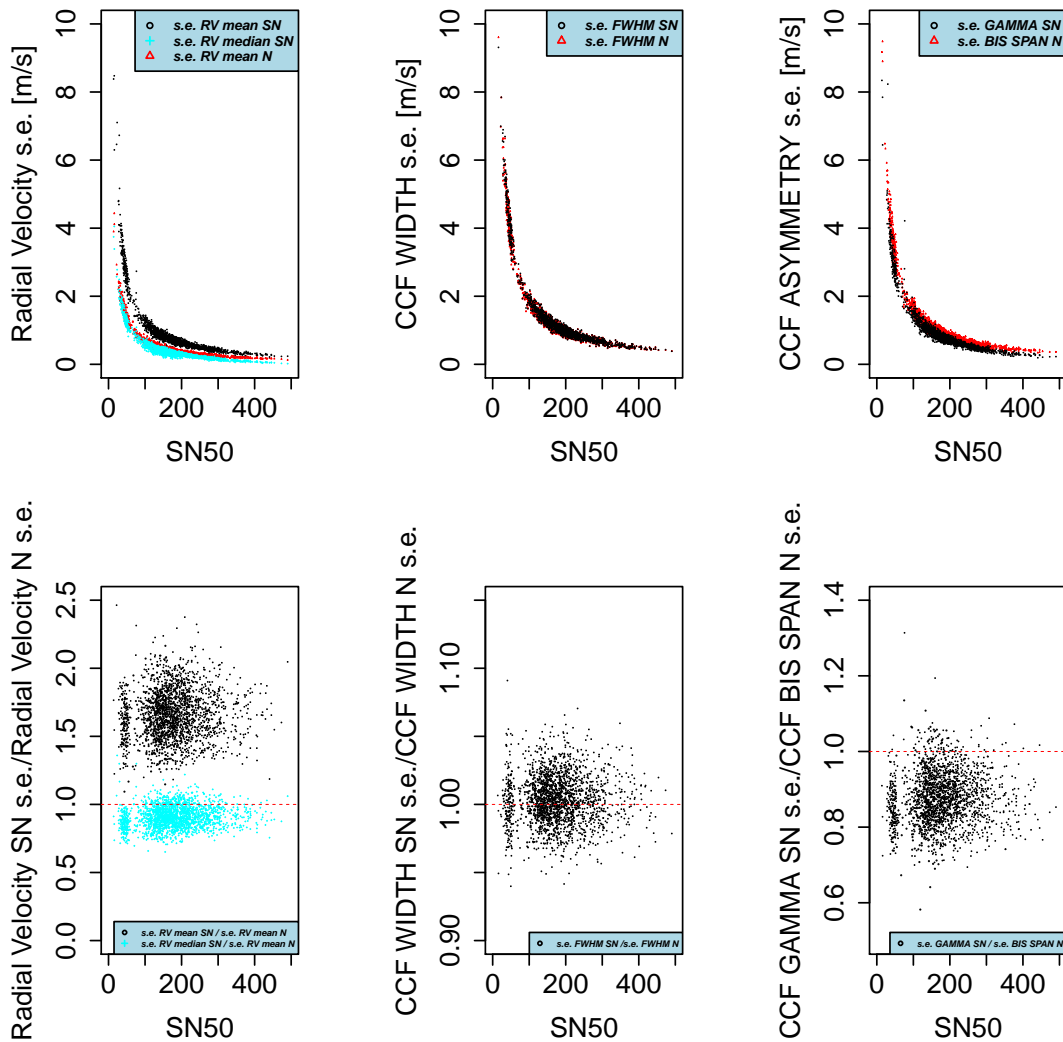 s.e. RV mean SN
s.e. RV median SN
s.e. RV mean N
Radial Velocity s.e. [m/s]
0 2 4 6 8 10
0 200 400
SN50
s.e. FWHM SN
s.e. FWHM N
CCF WIDTH s.e. [m/s]
0 2 4 6 8 10
0 200 400
SN50
s.e. GAMMA SN
s.e. BIS SPAN N
CCF ASYMMETRY s.e. [m/s]
0 2 4 6 8 10
0 200 400
SN50
Radial Velocity SN s.e./Radial Velocity N s.e.
0.0 0.5 1.0 1.5 2.0 2.5
s.e. RV mean SN / s.e. RV mean N
s.e. RV median SN / s.e. RV mean N
0 200 400
SN50
CCF WIDTH SN s.e./CCF WIDTH N s.e.
0.90 1.00 1.10
s.e. FWHM SN /s.e. FWHM N
0 200 400
SN50
CCF GAMMA SN s.e./CCF BIS SPAN N s.e.
0.6 0.8 1.0 1.2 1.4
s.e. GAMMA SN / s.e. BIS SPAN N
0 200 400
SN50